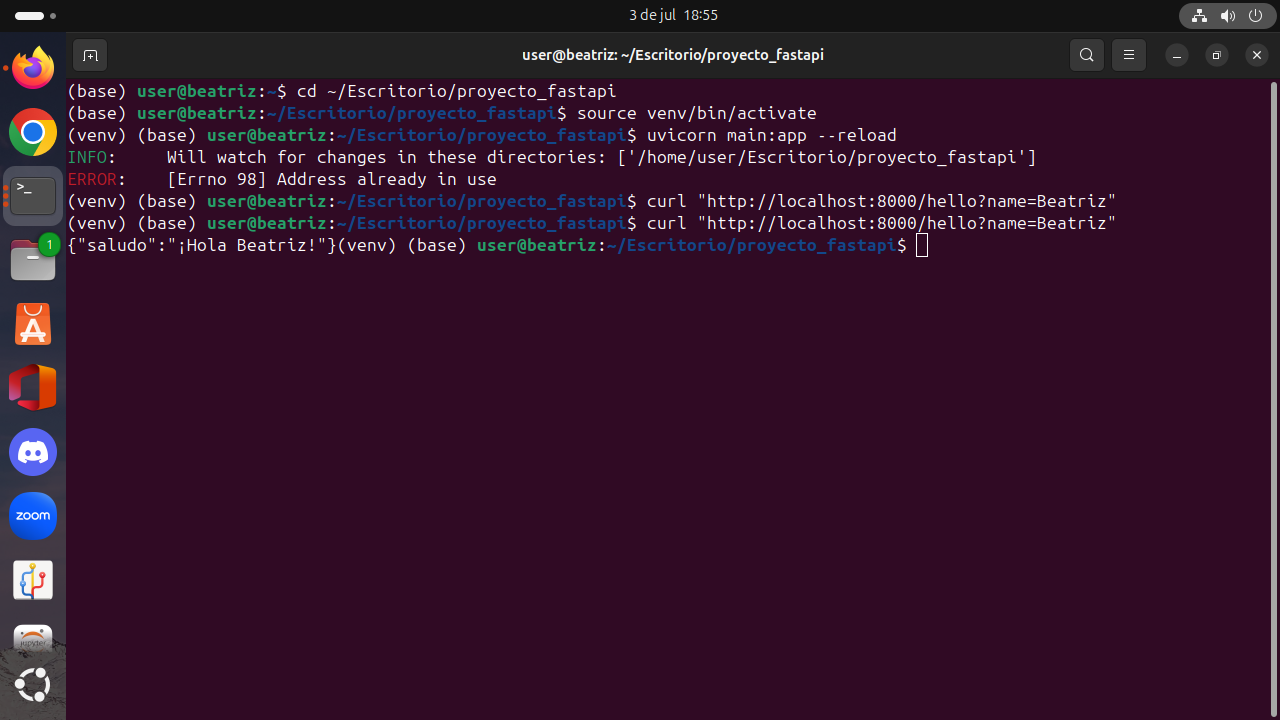 3 de jul 18:55
user@beatriz: ~/Escritorio/proyecto_fastapi
(base) user@beatriz:~$ cd ~/Escritorio/proyecto_fastapi
(base) user@beatriz:~/Escritorio/proyecto_fastapi$ source venv/bin/activate
(venv) (base) user@beatriz:~/Escritorio/proyecto_fastapi$ uvicorn main:app --reload
INFO:     Will watch for changes in these directories: ['/home/user/Escritorio/proyecto_fastapi']
ERROR:    [Errno 98] Address already in use
(venv) (base) user@beatriz:~/Escritorio/proyecto_fastapi$ curl "http://localhost:8000/hello?name=Beatriz"
(venv) (base) user@beatriz:~/Escritorio/proyecto_fastapi$ curl "http://localhost:8000/hello?name=Beatriz"
{"saludo":"¡Hola Beatriz!"}(venv) (base) user@beatriz:~/Escritorio/proyecto_fastapi$
>_
1
zoom
jupyter